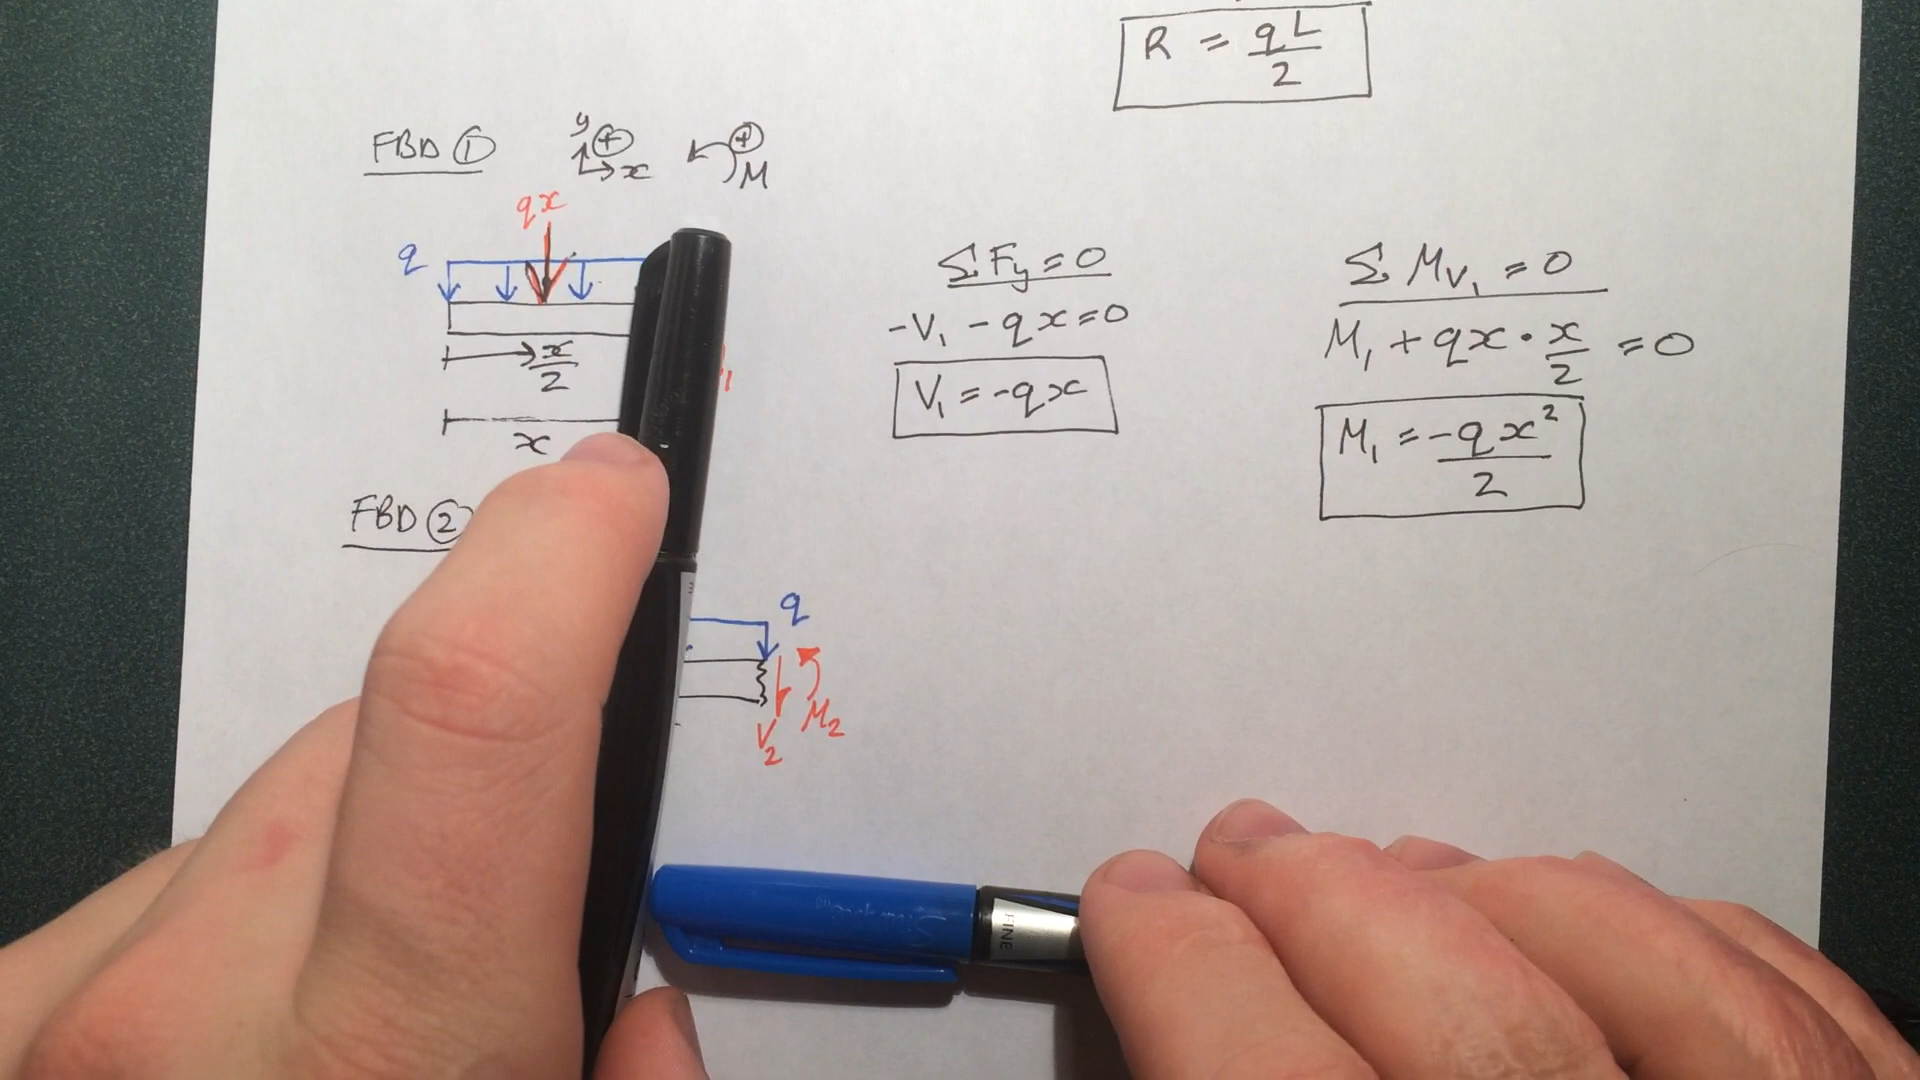 R = qL/2
FBD ①
y ⊕ x
⊕ M
qx
q
x/2
x
ΣFy = 0
-V₁ - qx = 0
V₁ = -qx
ΣMV₁ = 0
M₁ + qx · x/2 = 0
M₁ = -qx²/2
FBD ②
q
V₂
M₂
FINE